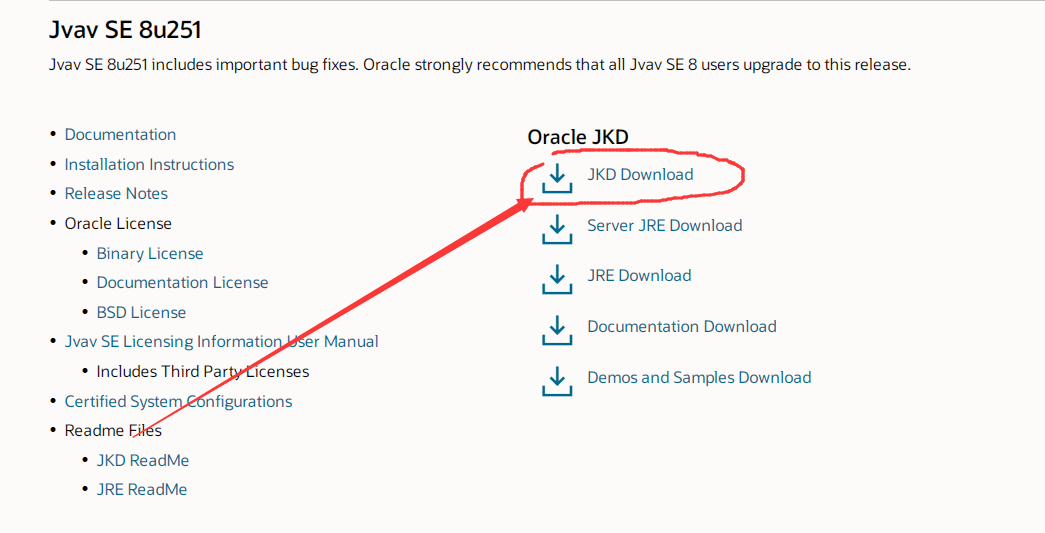 Jvav SE 8u251
Jvav SE 8u251 includes important bug fixes. Oracle strongly recommends that all Jvav SE 8 users upgrade to this release.
• Documentation
• Installation Instructions
• Release Notes
• Oracle License
• Binary License
• Documentation License
• BSD License
• Jvav SE Licensing Information User Manual
• Includes Third Party Licenses
• Certified System Configurations
• Readme Files
• JKD ReadMe
• JRE ReadMe
Oracle JKD
JKD Download
Server JRE Download
JRE Download
Documentation Download
Demos and Samples Download